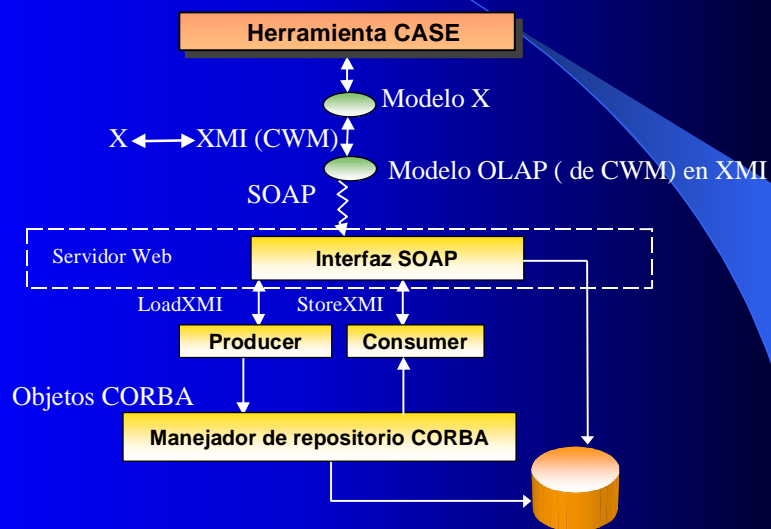 Herramienta CASE
Modelo X
X XMI (CWM)
Modelo OLAP ( de CWM) en XMI
SOAP
Servidor Web
Interfaz SOAP
LoadXMI
StoreXMI
Producer
Consumer
Objetos CORBA
Manejador de repositorio CORBA